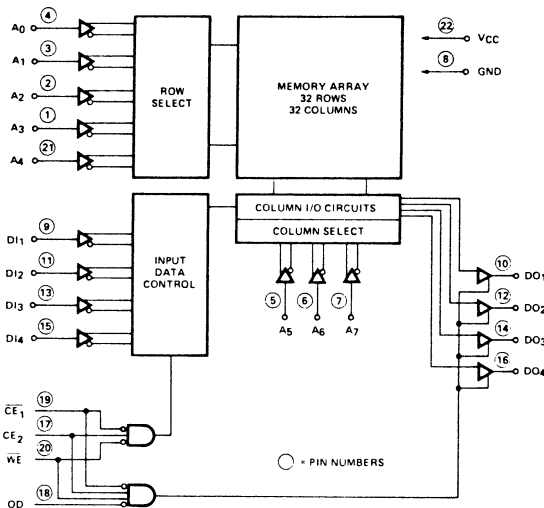 A0 4
A1 3
A2 2
A3 1
A4 21
ROW
SELECT
MEMORY ARRAY
32 ROWS
32 COLUMNS
22 VCC
8 GND
DI1 9
DI2 11
DI3 13
DI4 15
INPUT
DATA
CONTROL
COLUMN I/O CIRCUITS
COLUMN SELECT
5 6 7
A5 A6 A7
10 DO1
12 DO2
14 DO3
16 DO4
CE1 19
CE2 17
WE 20
OD 18
= PIN NUMBERS